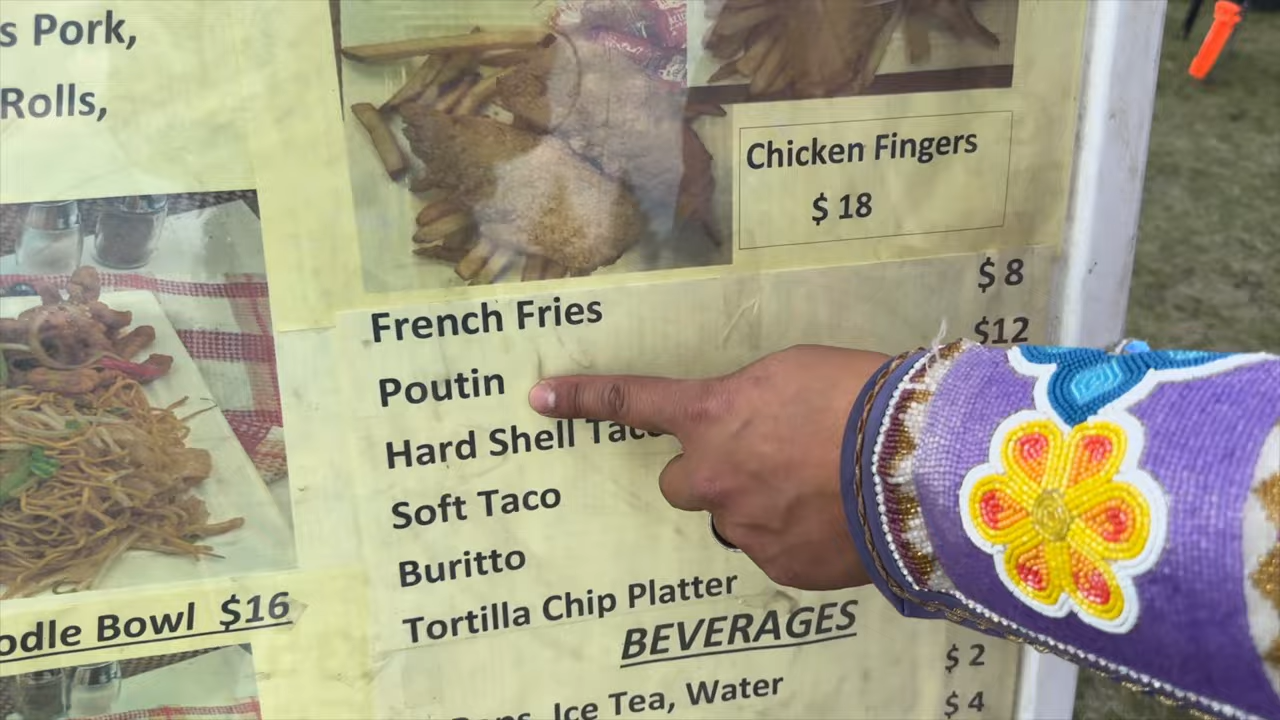 s Pork,
Rolls,
Chicken Fingers
$ 18
French Fries $ 8
Poutin $12
Hard Shell Tac
Soft Taco
Buritto
Tortilla Chip Platter
odle Bowl $16
BEVERAGES
$ 2
Ice Tea, Water
$ 4